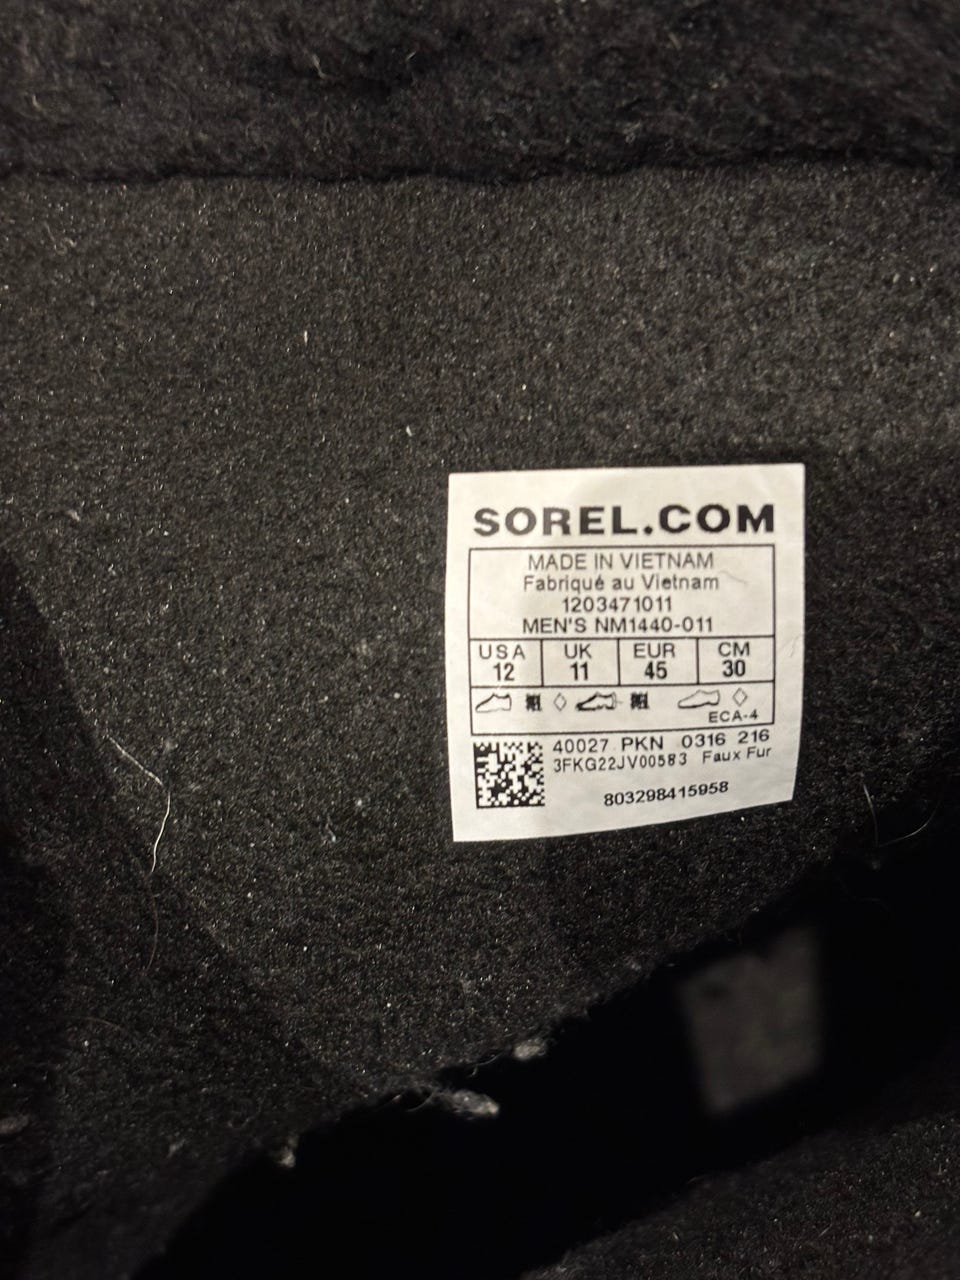 SOREL.COM
MADE IN VIETNAM
Fabriqué au Vietnam
1203471011
MEN'S NM1440-011
USA UK EUR CM
12 11 45 30
ECA-4
40027 PKN 0316 216
3FKG22JV00583 Faux Fur
803298415958